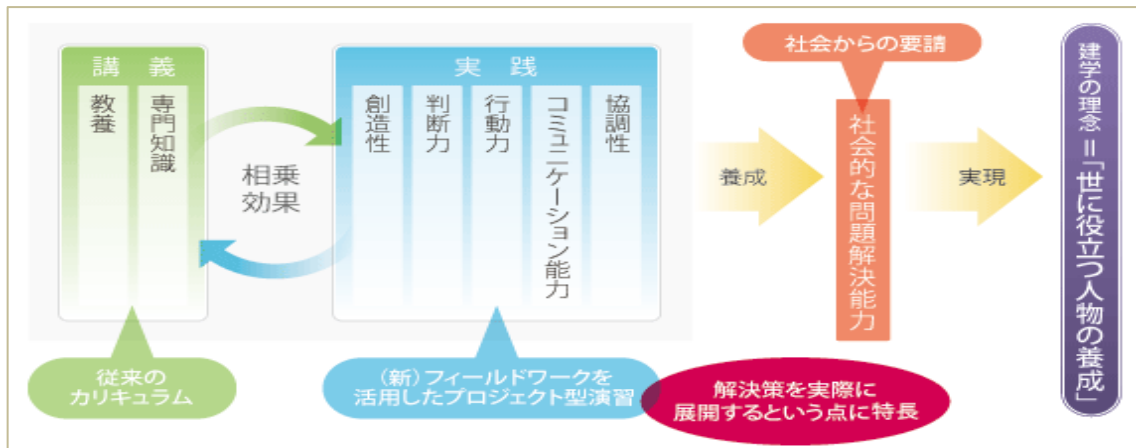 講義
教養
専門知識
相乗
効果
実践
創造性
判断力
行動力
コミュニケーション能力
協調性
従来の
カリキュラム
(新)フィールドワークを
活用したプロジェクト型演習
解決策を実際に
展開するという点に特長
養成
社会からの要請
社会的な問題解決能力
実現
建学の理念=「世に役立つ人物の養成」